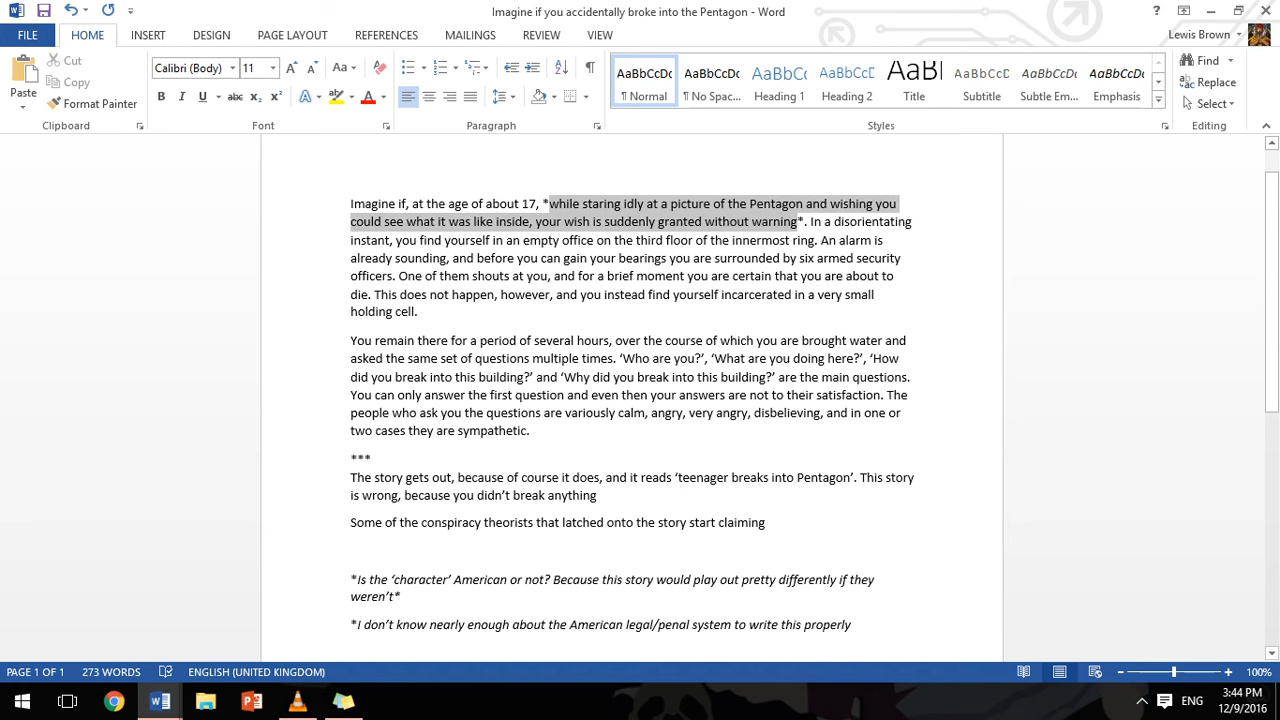 Imagine if you accidentally broke into the Pentagon - Word
FILE HOME INSERT DESIGN PAGE LAYOUT REFERENCES MAILINGS REVIEW VIEW Lewis Brown
Cut
Copy
Format Painter
Paste
Calibri (Body) 11
AaBbCcDc AaBbCcDc AaBbCc AaBbCcC AaBl AaBbCcD AaBbCcDc AaBbCcDc
¶ Normal ¶ No Spac... Heading 1 Heading 2 Title Subtitle Subtle Em... Emphasis
Find
Replace
Select
Clipboard Font Paragraph Styles Editing
Imagine if, at the age of about 17, *while staring idly at a picture of the Pentagon and wishing you
could see what it was like inside, your wish is suddenly granted without warning*. In a disorientating
instant, you find yourself in an empty office on the third floor of the innermost ring. An alarm is
already sounding, and before you can gain your bearings you are surrounded by six armed security
officers. One of them shouts at you, and for a brief moment you are certain that you are about to
die. This does not happen, however, and you instead find yourself incarcerated in a very small
holding cell.
You remain there for a period of several hours, over the course of which you are brought water and
asked the same set of questions multiple times. ‘Who are you?’, ‘What are you doing here?’, ‘How
did you break into this building?’ and ‘Why did you break into this building?’ are the main questions.
You can only answer the first question and even then your answers are not to their satisfaction. The
people who ask you the questions are variously calm, angry, very angry, disbelieving, and in one or
two cases they are sympathetic.
***
The story gets out, because of course it does, and it reads ‘teenager breaks into Pentagon’. This story
is wrong, because you didn’t break anything
Some of the conspiracy theorists that latched onto the story start claiming
*Is the ‘character’ American or not? Because this story would play out pretty differently if they
weren’t*
*I don’t know nearly enough about the American legal/penal system to write this properly
PAGE 1 OF 1 273 WORDS ENGLISH (UNITED KINGDOM) 100%
ENG
3:44 PM
12/9/2016